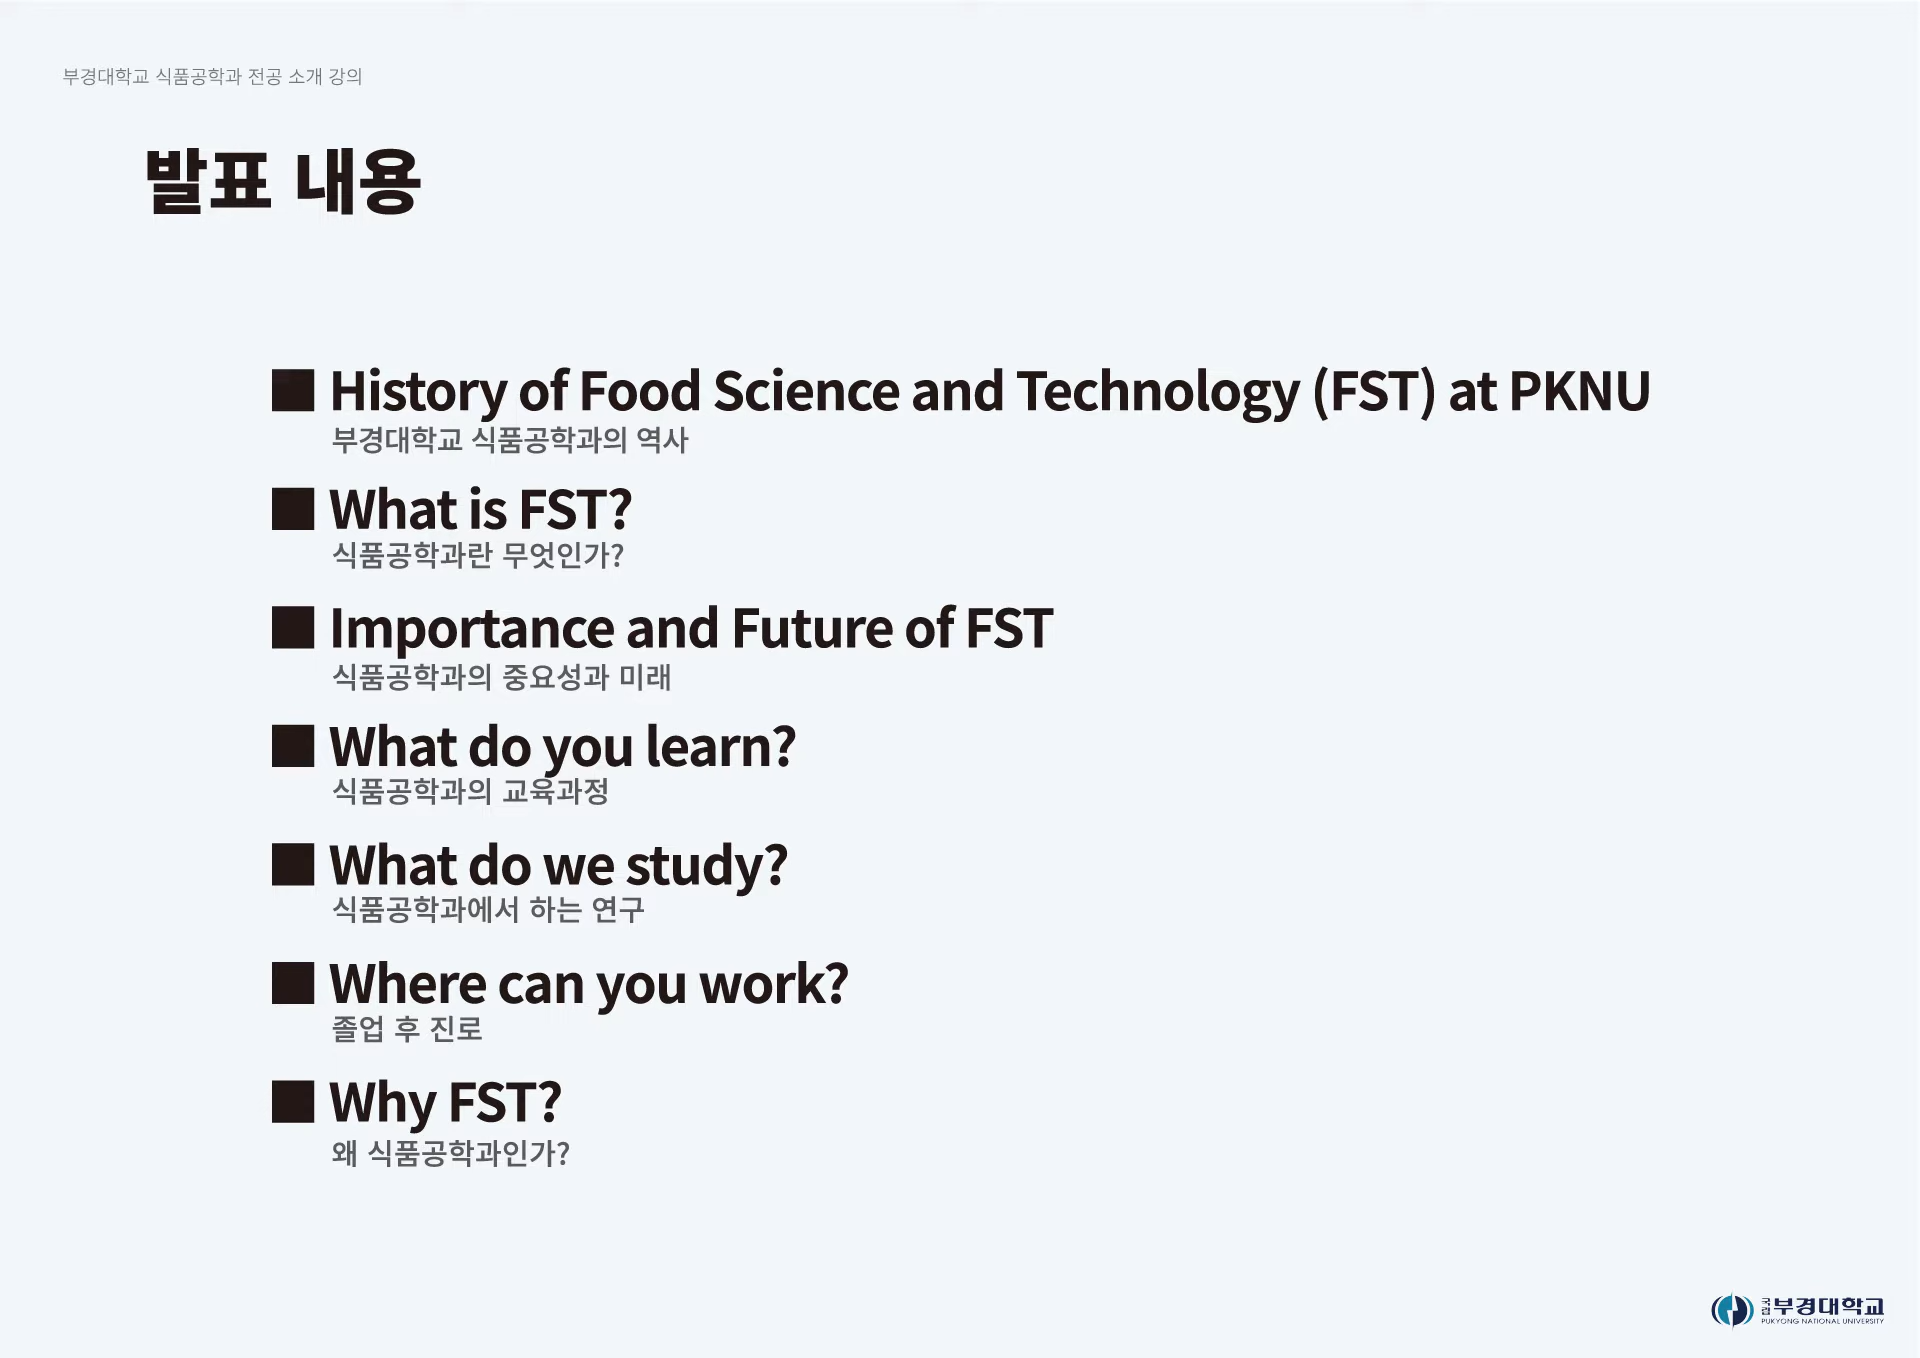 부경대학교 식품공학과 전공 소개 강의
발표 내용
■ History of Food Science and Technology (FST) at PKNU
부경대학교 식품공학과의 역사
■ What is FST?
식품공학과란 무엇인가?
■ Importance and Future of FST
식품공학과의 중요성과 미래
■ What do you learn?
식품공학과의 교육과정
■ What do we study?
식품공학과에서 하는 연구
■ Where can you work?
졸업 후 진로
■ Why FST?
왜 식품공학과인가?
국립부경대학교
PUKYONG NATIONAL UNIVERSITY